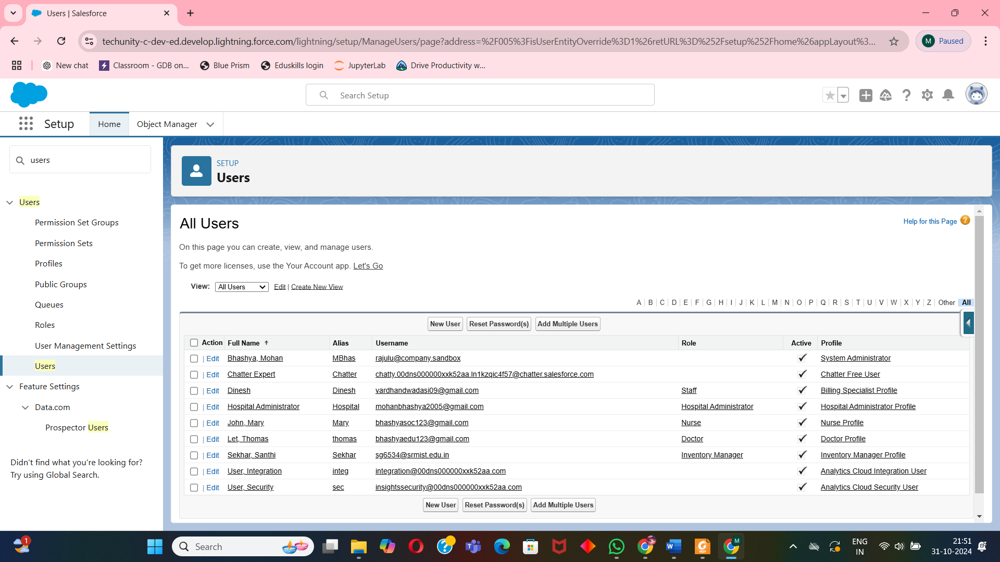 Users | Salesforce
techunity-c-dev-ed.develop.lightning.force.com/lightning/setup/ManageUsers/page?address=%2F005%3FisUserEntityOverride%3D1%26retURL%3D%252Fsetup%252Fhome%26appLayout%3...
M Paused
New chat
Classroom - GDB on...
Blue Prism
Eduskills login
JupyterLab
Drive Productivity w...
Search Setup
Setup
Home
Object Manager
users
Users
Permission Set Groups
Permission Sets
Profiles
Public Groups
Queues
Roles
User Management Settings
Users
Feature Settings
Data.com
Prospector Users
Didn't find what you're looking for?
Try using Global Search.
SETUP
Users
All Users
Help for this Page ?
On this page you can create, view, and manage users.
To get more licenses, use the Your Account app. Let's Go
View: All Users Edit | Create New View
A | B | C | D | E | F | G | H | I | J | K | L | M | N | O | P | Q | R | S | T | U | V | W | X | Y | Z | Other | All
New User Reset Password(s) Add Multiple Users
Action Full Name ↑ Alias Username Role Active Profile
| Edit Bhashya, Mohan MBhas rajulu@company.sandbox ✓ System Administrator
| Edit Chatter Expert Chatter chatty.00dns000000xxk52aa.ln1kzqic4f57@chatter.salesforce.com ✓ Chatter Free User
| Edit Dinesh Dinesh vardhandwadasi09@gmail.com Staff ✓ Billing Specialist Profile
| Edit Hospital Administrator Hospital mohanbhashya2005@gmail.com Hospital Administrator ✓ Hospital Administrator Profile
| Edit John, Mary Mary bhashyasoc123@gmail.com Nurse ✓ Nurse Profile
| Edit Let, Thomas thomas bhashyaedu123@gmail.com Doctor ✓ Doctor Profile
| Edit Sekhar, Santhi Sekhar sg6534@srmist.edu.in Inventory Manager ✓ Inventory Manager Profile
| Edit User, Integration integ integration@00dns000000xxk52aa.com ✓ Analytics Cloud Integration User
| Edit User, Security sec insightssecurity@00dns000000xxk52aa.com ✓ Analytics Cloud Security User
New User Reset Password(s) Add Multiple Users
1
Search
ENG
IN
21:51
31-10-2024